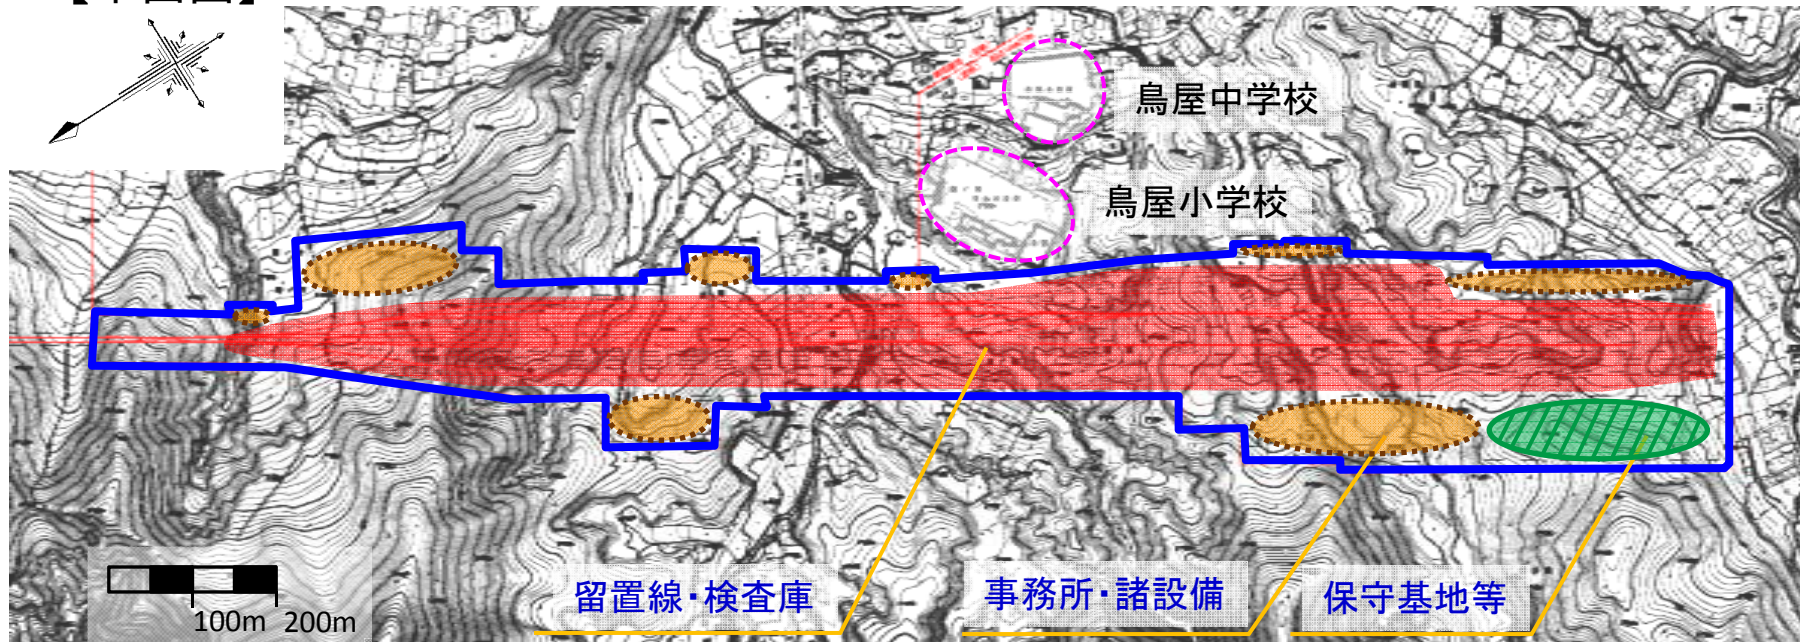 鳥屋中学校
鳥屋小学校
留置線・検査庫
事務所・諸設備
保守基地等
100m 200m